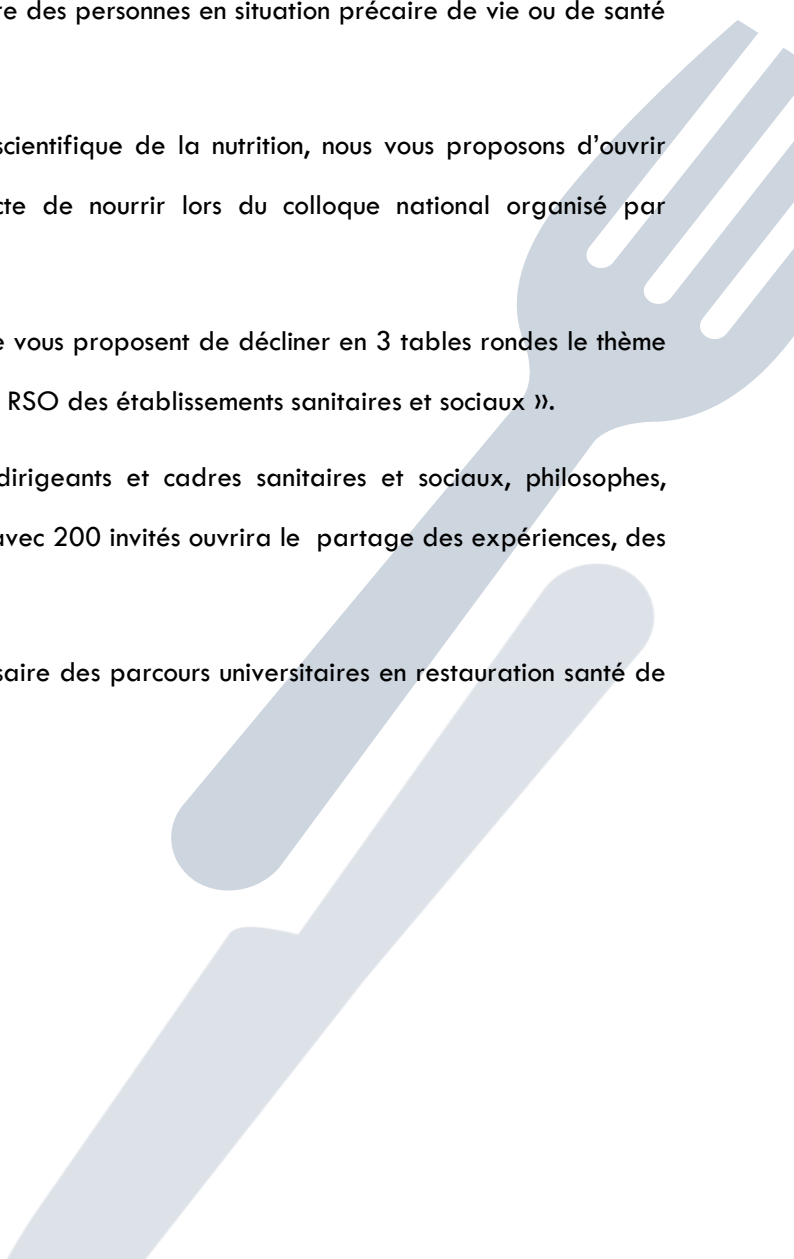 des personnes en situation précaire de vie ou de santé
scientifique de la nutrition, nous vous proposons d’ouvrir
de nourrir lors du colloque national organisé par
vous proposent de décliner en 3 tables rondes le thème
RSO des établissements sanitaires et sociaux ».
dirigeants et cadres sanitaires et sociaux, philosophes,
avec 200 invités ouvrira le partage des expériences, des
des parcours universitaires en restauration santé de